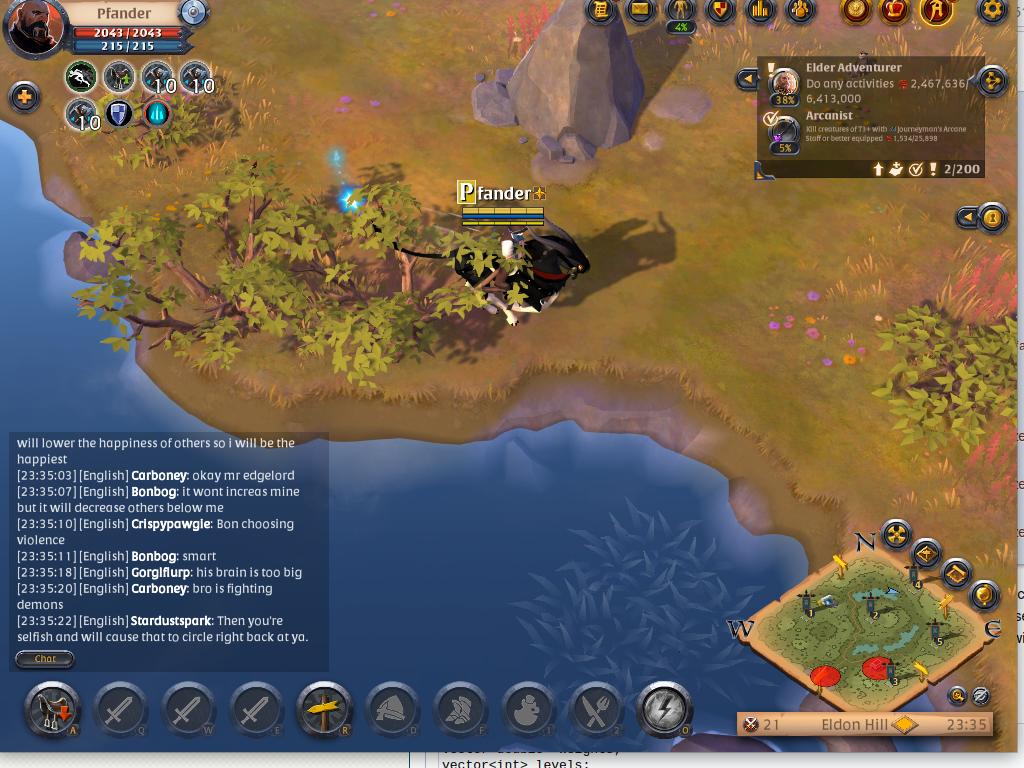 Pfander
2043 / 2043
215 / 215
10
10
10
4%
Elder Adventurer
Do any activities 2,467,636/
6,413,000
38%
Arcanist
Kill creatures of T3+ with Journeyman's Arcane
Staff or better equipped 1,534/25,898
5%
2/200
Pfander
will lower the happiness of others so i will be the
happiest
[23:35:03] [English] Carboney: okay mr edgelord
[23:35:07] [English] Bonbog: it wont increas mine
but it will decrease others below me
[23:35:10] [English] Crispypawgie: Bon choosing
violence
[23:35:11] [English] Bonbog: smart
[23:35:18] [English] Gorglflurp: his brain is too big
[23:35:20] [English] Carboney: bro is fighting
demons
[23:35:22] [English] Stardustspark: Then you're
selfish and will cause that to circle right back at ya.
Chat
N
W
E
1
2
3
4
5
A
Q
W
E
R
D
F
1
2
O
21
Eldon Hill
23:35
vector<int> levels;